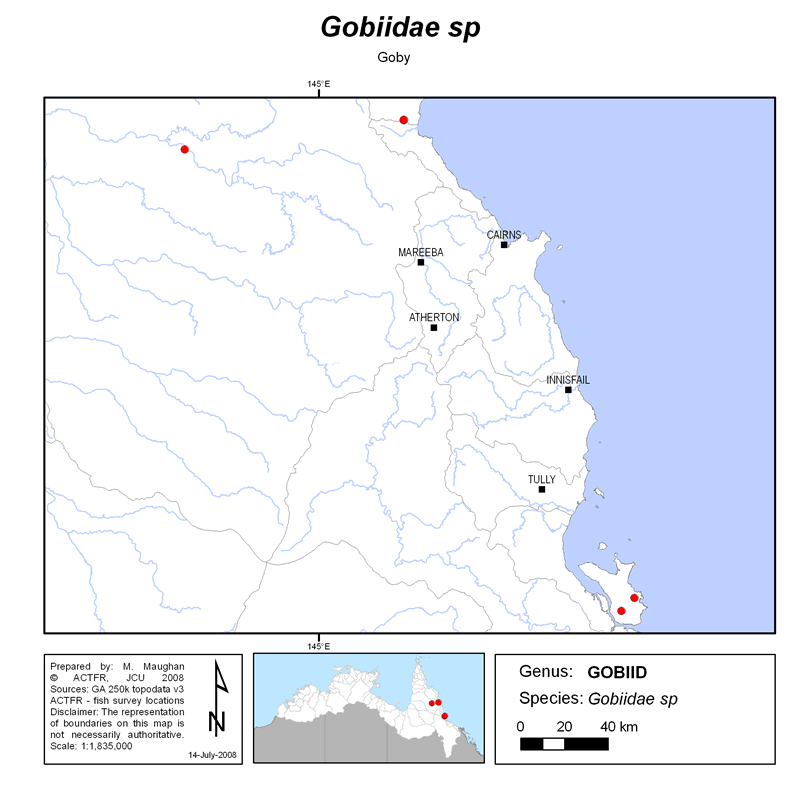 Gobiidae sp
Goby
145°E
CAIRNS
MAREEBA
ATHERTON
INNISFAIL
TULLY
145°E
Prepared by: M. Maughan
© ACTFR, JCU 2008
Sources: GA 250k topodata v3
ACTFR - fish survey locations
Disclaimer: The representation
of boundaries on this map is
not necessarily authoritative.
Scale: 1:1,835,000
N
14-July-2008
Genus: GOBIID
Species: Gobiidae sp
0 20 40 km